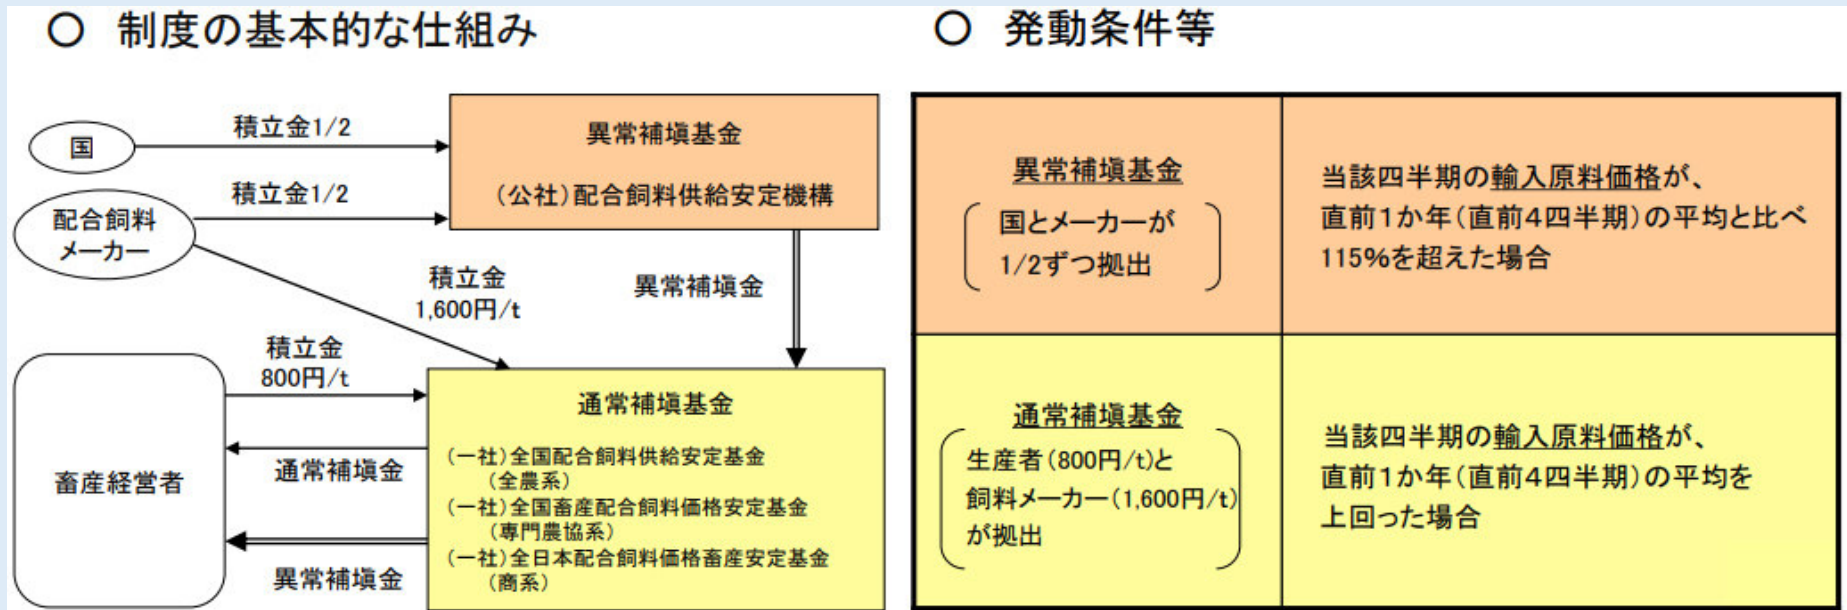 ○ 制度の基本的な仕組み
国
積立金1/2
配合飼料
メーカー
積立金1/2
異常補塡基金
(公社)配合飼料供給安定機構
積立金
1,600円/t
異常補塡金
畜産経営者
積立金
800円/t
通常補塡金
異常補塡金
通常補塡基金
(一社)全国配合飼料供給安定基金
(全農系)
(一社)全国畜産配合飼料価格安定基金
(専門農協系)
(一社)全日本配合飼料価格畜産安定基金
(商系)
○ 発動条件等
異常補塡基金
国とメーカーが
1/2ずつ拠出
当該四半期の輸入原料価格が、
直前1か年(直前4四半期)の平均と比べ
115%を超えた場合
通常補塡基金
生産者(800円/t)と
飼料メーカー(1,600円/t)
が拠出
当該四半期の輸入原料価格が、
直前1か年(直前4四半期)の平均を
上回った場合